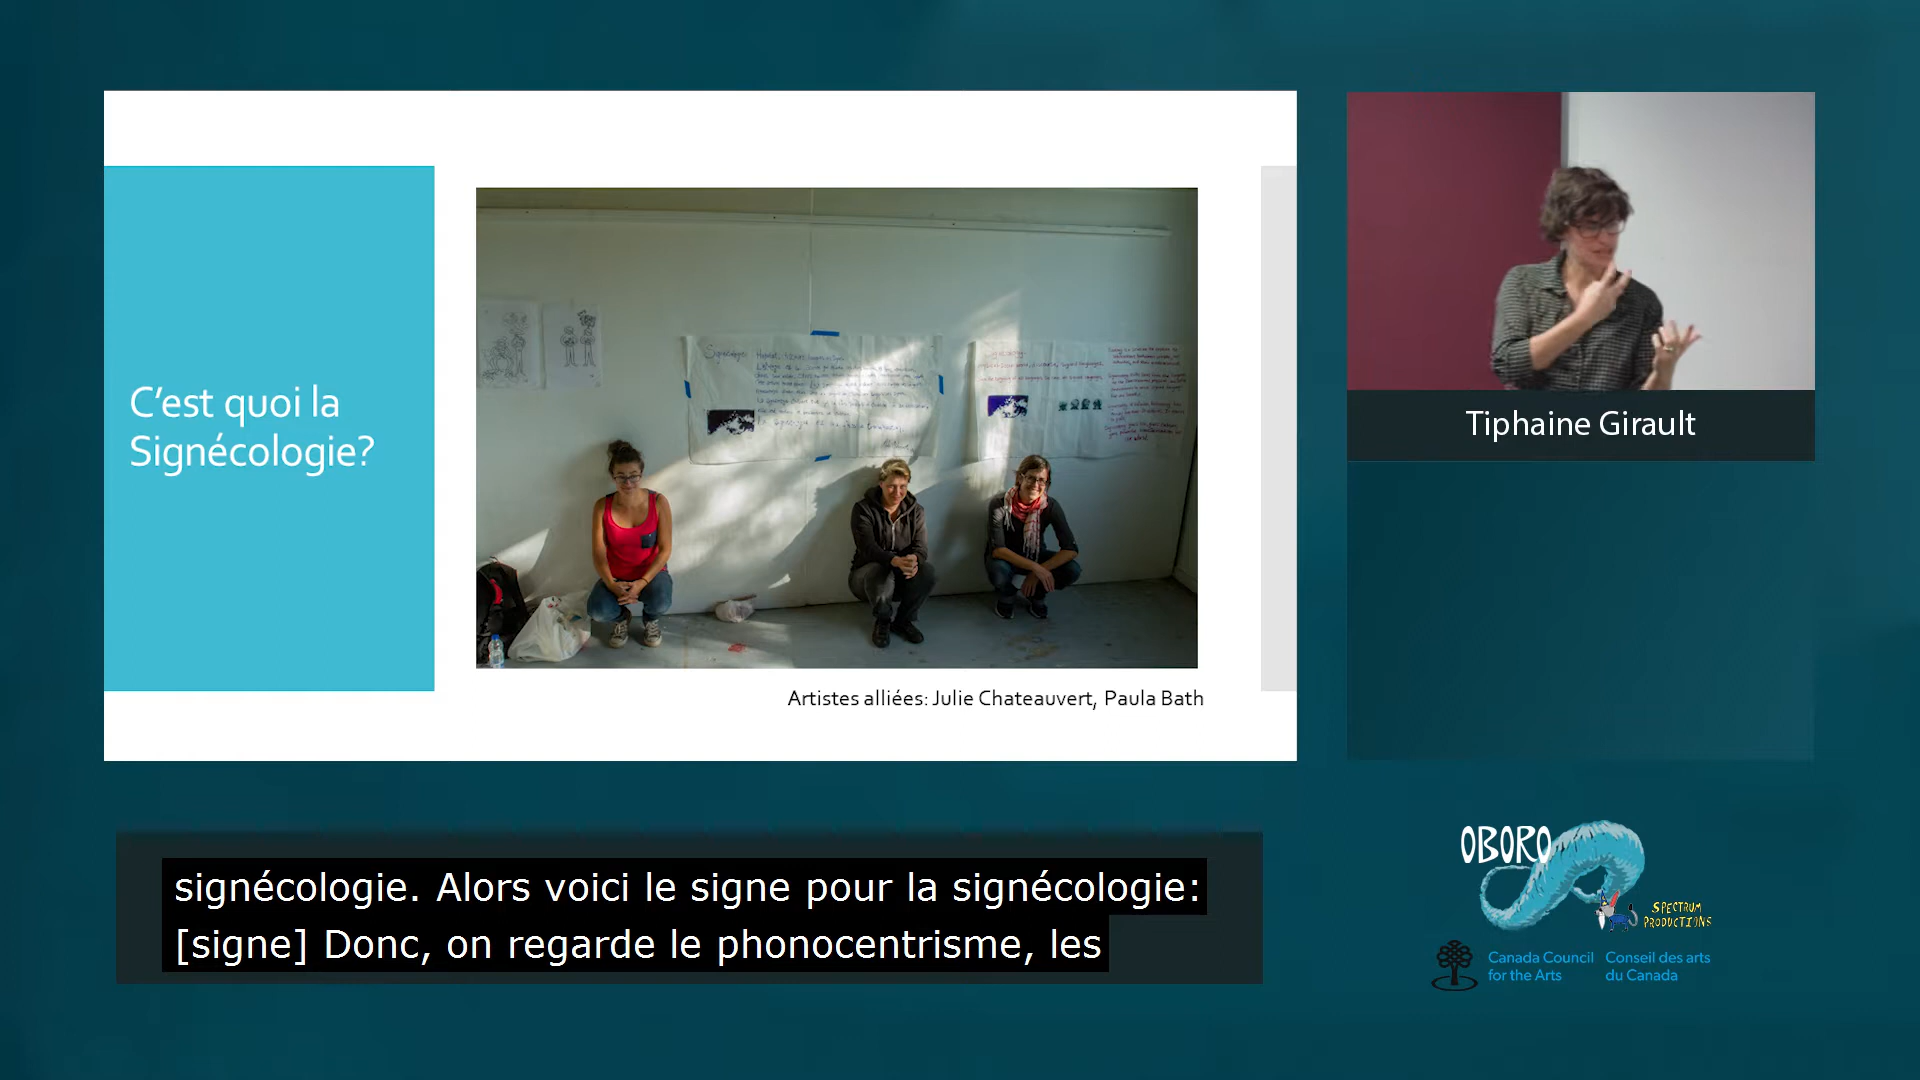 C'est quoi la
Signécologie?
Signécologie:
Artistes alliées: Julie Chateauvert, Paula Bath
Tiphaine Girault
signécologie. Alors voici le signe pour la signécologie:
[signe] Donc, on regarde le phonocentrisme, les
OBORO
SPECTRUM
PRODUCTIONS
Canada Council
for the Arts
Conseil des arts
du Canada